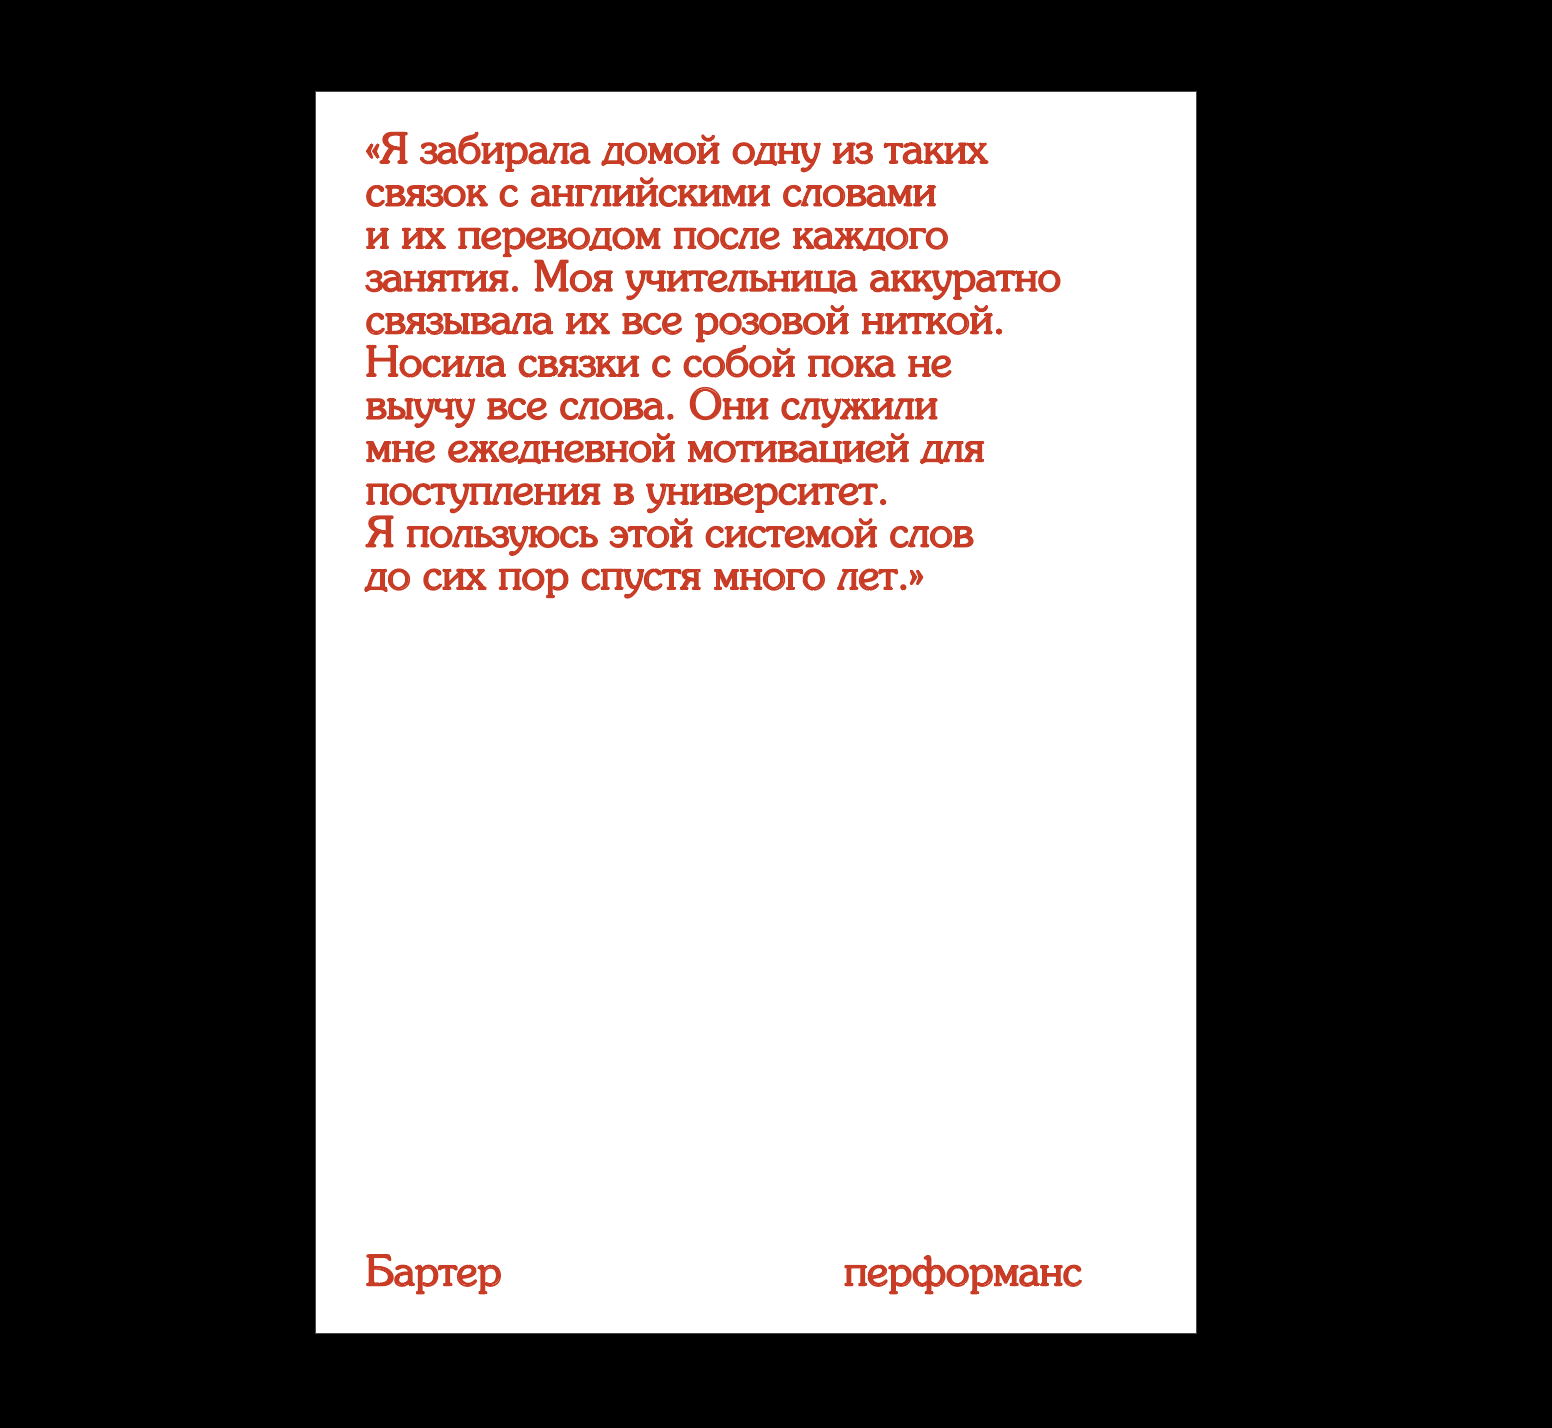 «Я забирала домой одну из таких
связок с английскими словами
и их переводом после каждого
занятия. Моя учительница аккуратно
связывала их все розовой ниткой.
Носила связки с собой пока не
выучу все слова. Они служили
мне ежедневной мотивацией для
поступления в университет.
Я пользуюсь этой системой слов
до сих пор спустя много лет.»
Бартер перформанс